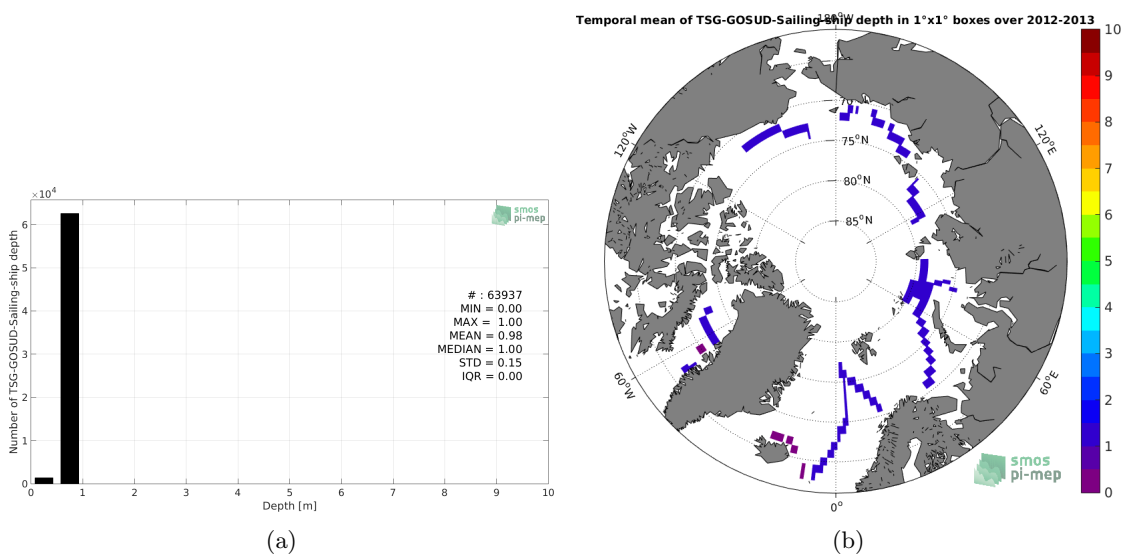 Temporal mean of TSG-GOSUD-Sailing-ship depth in 1°x1° boxes over 2012-2013
180°W
×10⁴
6
5
4
3
2
1
0
Number of TSG-GOSUD-Sailing-ship depth
smos
pi-mep
# : 63937
MIN = 0.00
MAX = 1.00
MEAN = 0.98
MEDIAN = 1.00
STD = 0.15
IQR = 0.00
0 1 2 3 4 5 6 7 8 9 10
Depth [m]
(a)
120°W
120°E
70
75°N
80°N
85°N
60°W
60°E
0°
smos
pi-mep
10
9
8
7
6
5
4
3
2
1
0
(b)